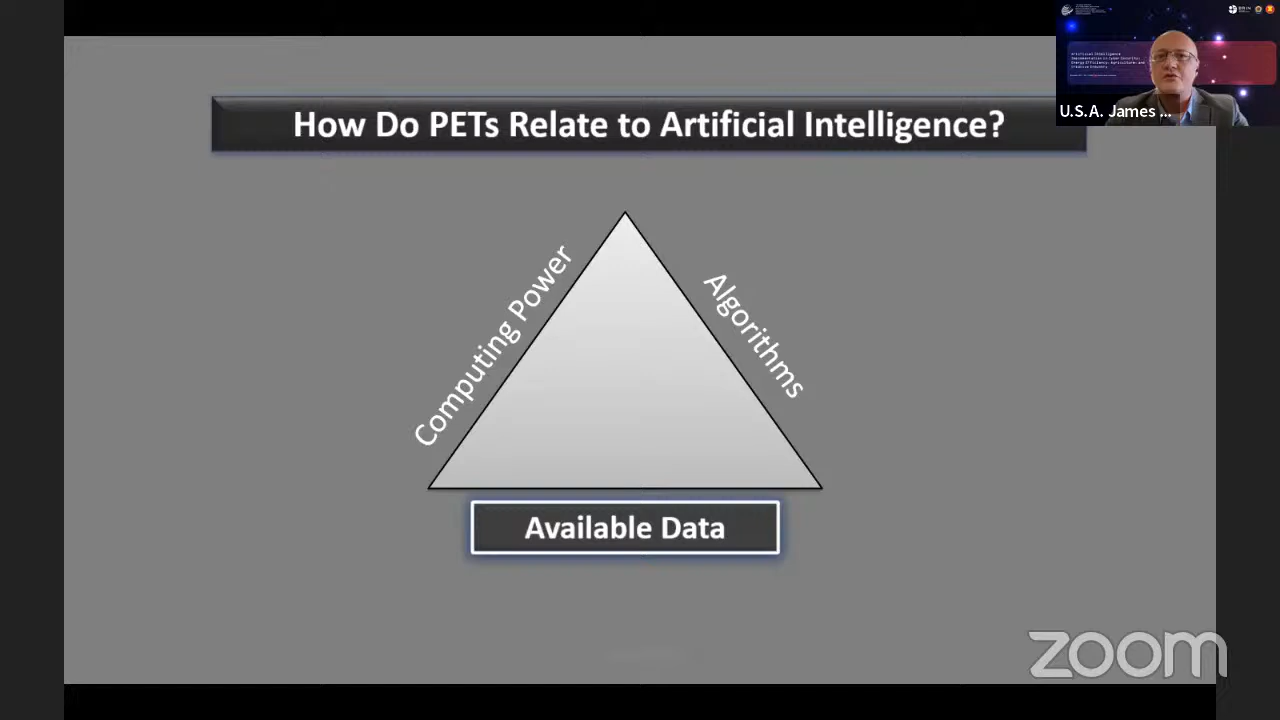 How Do PETs Relate to Artificial Intelligence?
U.S.A. James ...
Computing Power
Algorithms
Available Data
zoom